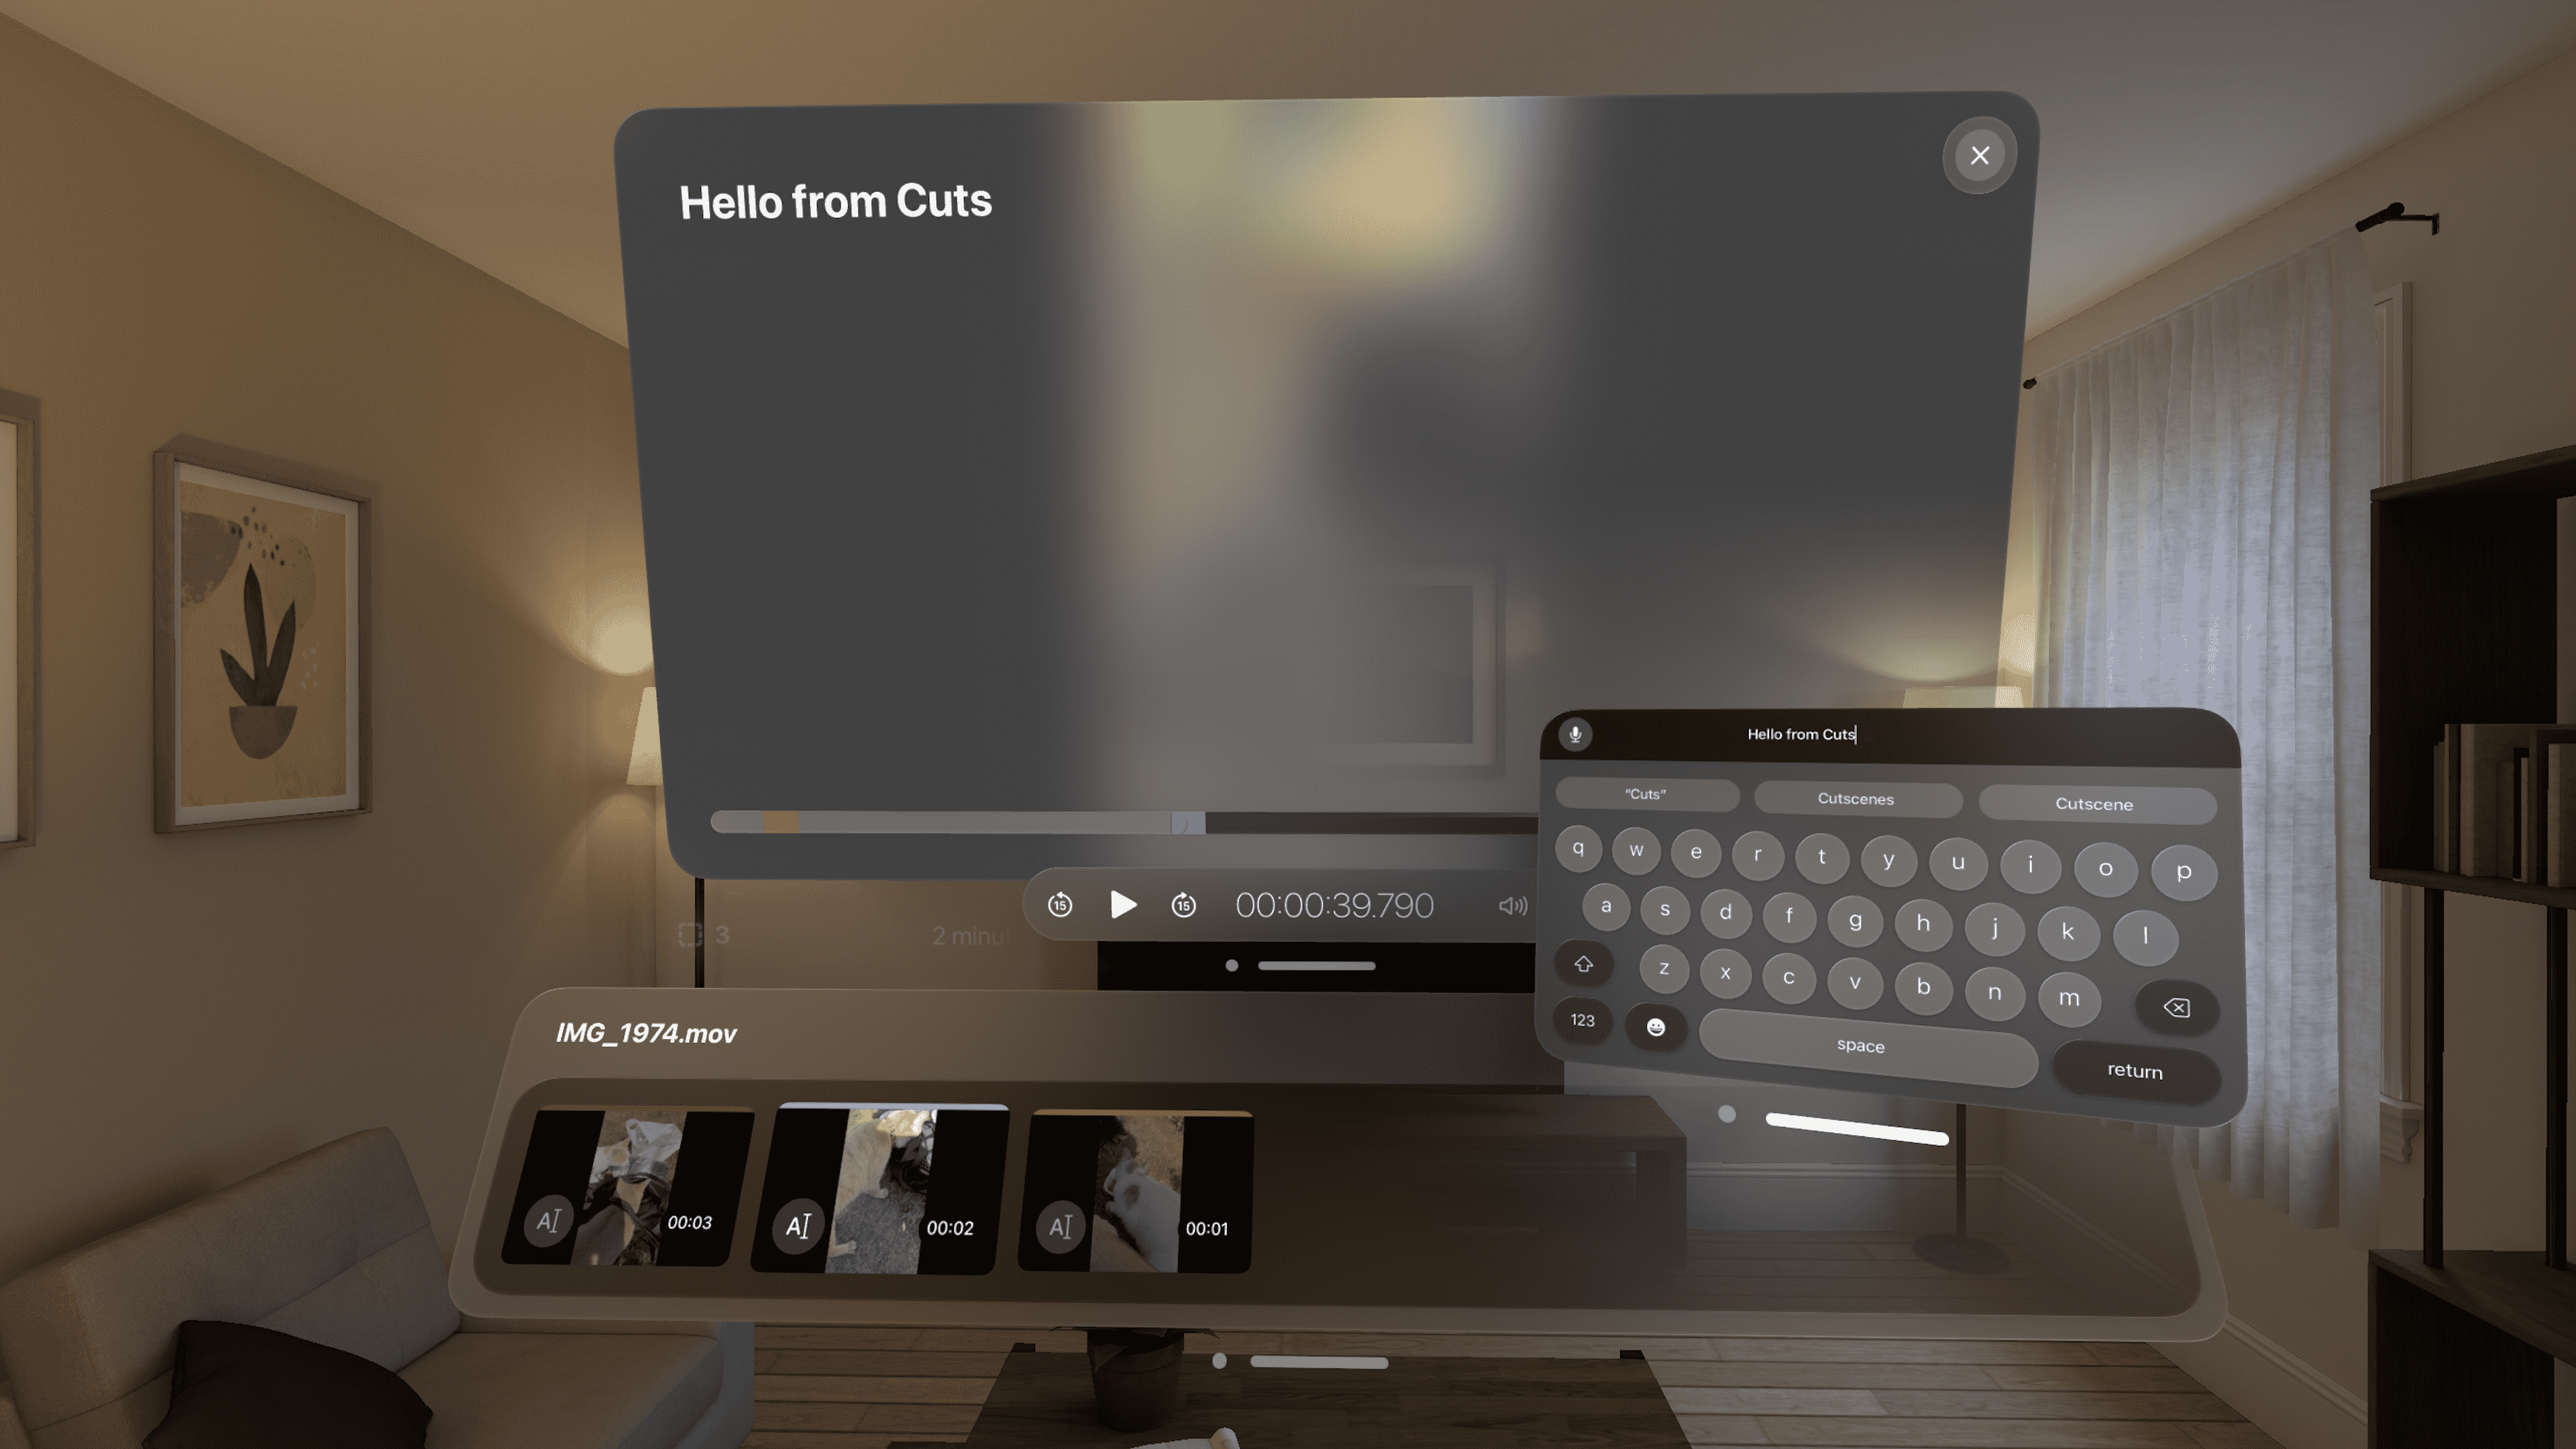 Hello from Cuts
Hello from Cuts
“Cuts”
Cutscenes
Cutscene
q w e r t y u i o p
a s d f g h j k l
z x c v b n m
123
space
return
15
15
00:00:39.790
3
2 minut
IMG_1974.mov
A
00:03
A
00:02
A
00:01